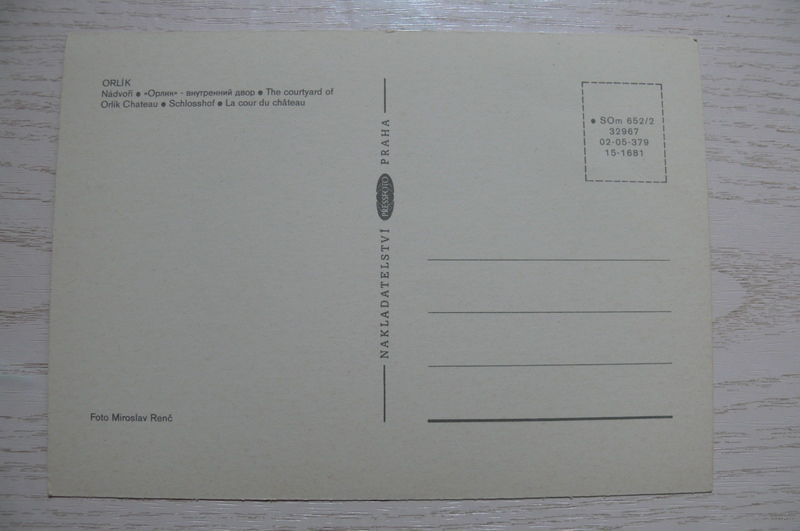 ORLÍK
Nádvoří ● «Орлик» - внутренний двор ● The courtyard of
Orlík Chateau ● Schlosshof ● La cour du château
NAKLADATELSTVÍ PRESSFOTO PRAHA
● SOm 652/2
32967
02-05-379
15-1681
Foto Miroslav Renč